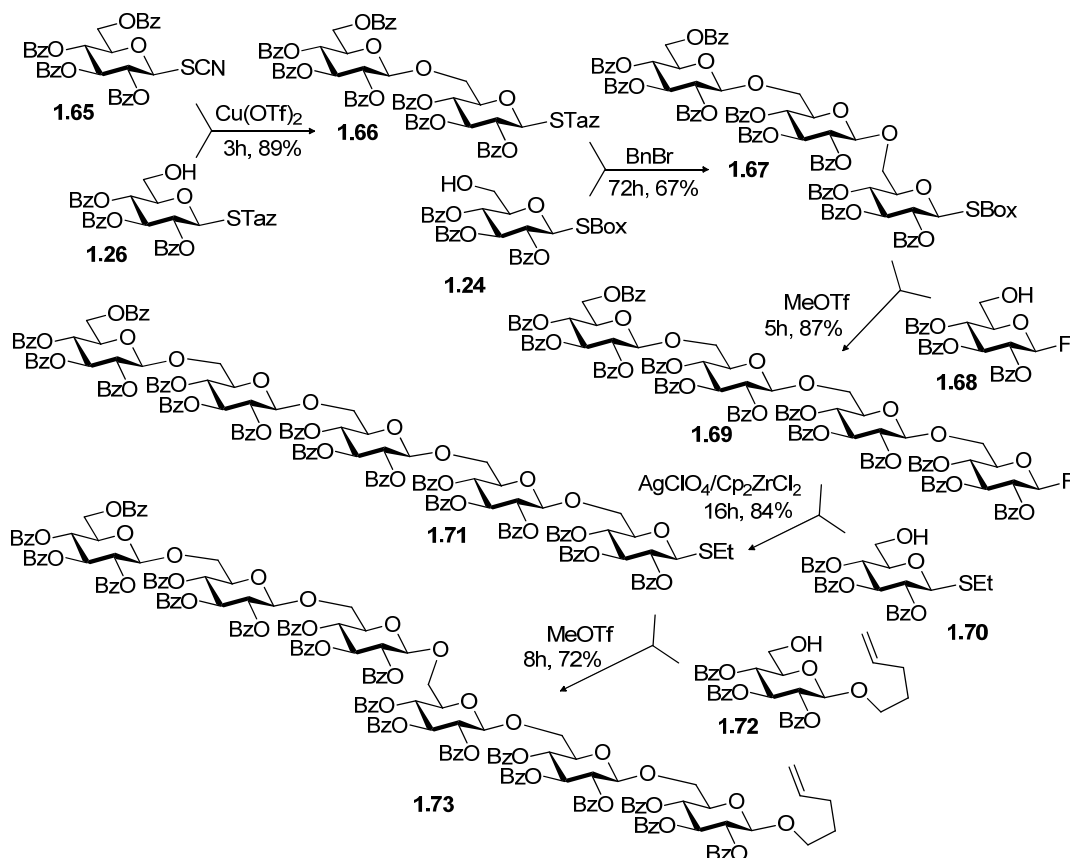 OBz
BzO O
BzO SCN
BzO
1.65
Cu(OTf)2
3h, 89%
OH
BzO O
BzO STaz
BzO
1.26
OBz
BzO O
BzO O
BzO
BzO O
BzO STaz
BzO
1.66
BnBr
72h, 67%
HO
BzO O
BzO SBox
BzO
1.24
OBz
BzO O
BzO O
BzO
BzO O
BzO O
BzO
BzO O
BzO SBox
BzO
1.67
MeOTf
5h, 87%
OH
BzO O
BzO F
BzO
1.68
OBz
BzO O
BzO O
BzO
BzO O
BzO O
BzO
BzO O
BzO O
BzO
BzO O
BzO F
BzO
1.69
AgClO4/Cp2ZrCl2
16h, 84%
OH
BzO O
BzO SEt
BzO
1.70
OBz
BzO O
BzO O
BzO
BzO O
BzO O
BzO
BzO O
BzO O
BzO
BzO O
BzO O
BzO
BzO O
BzO SEt
BzO
1.71
MeOTf
8h, 72%
OH
BzO O
BzO O
BzO
1.72
OBz
BzO O
BzO O
BzO
BzO O
BzO O
BzO
BzO O
BzO O
BzO
BzO O
BzO O
BzO
BzO O
BzO O
BzO
BzO O
BzO O
BzO
1.73